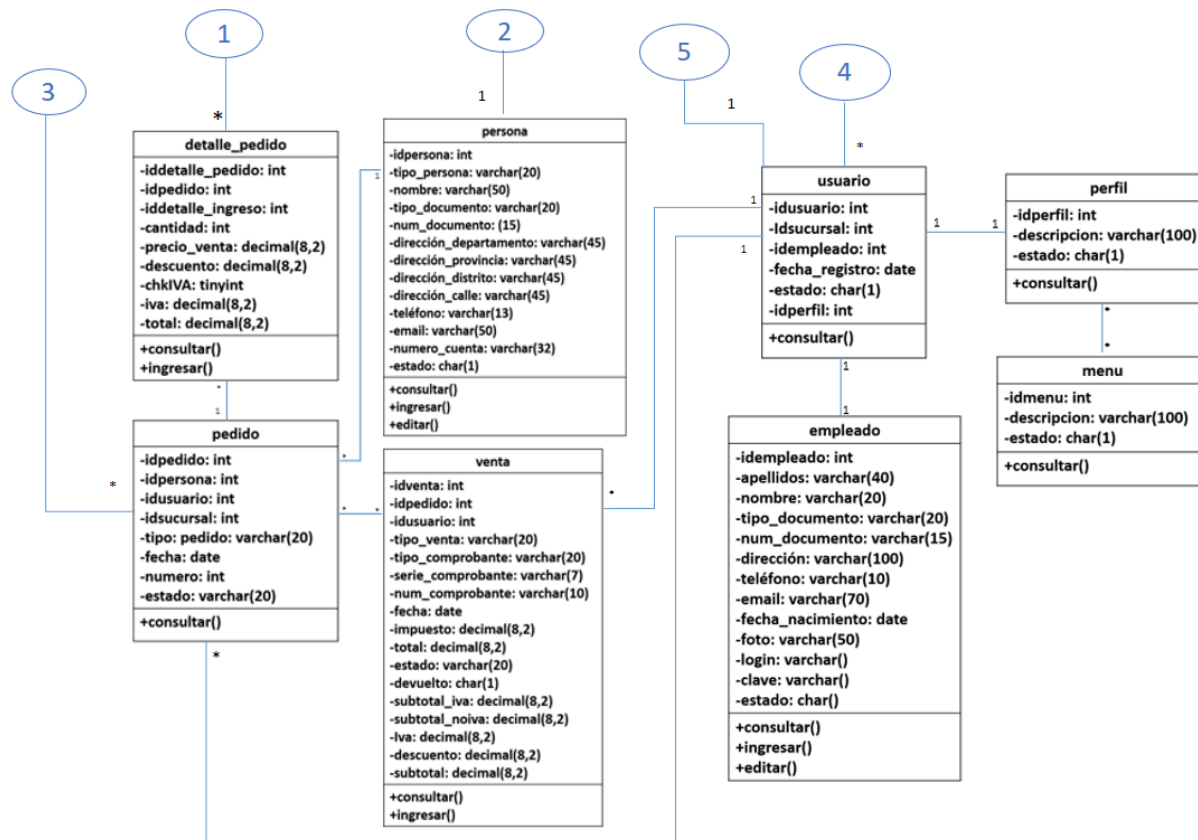 1
2
3
4
5
*
1
1
*
detalle_pedido
-iddetalle_pedido: int
-idpedido: int
-iddetalle_ingreso: int
-cantidad: int
-precio_venta: decimal(8,2)
-descuento: decimal(8,2)
-chkIVA: tinyint
-iva: decimal(8,2)
-total: decimal(8,2)
+consultar()
+ingresar()
*
1
persona
-idpersona: int
-tipo_persona: varchar(20)
-nombre: varchar(50)
-tipo_documento: varchar(20)
-num_documento: (15)
-dirección_departamento: varchar(45)
-dirección_provincia: varchar(45)
-dirección_distrito: varchar(45)
-dirección_calle: varchar(45)
-teléfono: varchar(13)
-email: varchar(50)
-numero_cuenta: varchar(32)
-estado: char(1)
+consultar()
+ingresar()
+editar()
1
usuario
-idusuario: int
-Idsucursal: int
-idempleado: int
-fecha_registro: date
-estado: char(1)
-idperfil: int
+consultar()
1
1
1
1
1
1
perfil
-idperfil: int
-descripcion: varchar(100)
-estado: char(1)
+consultar()
*
*
menu
-idmenu: int
-descripcion: varchar(100)
-estado: char(1)
+consultar()
pedido
-idpedido: int
-idpersona: int
-idusuario: int
-idsucursal: int
-tipo: pedido: varchar(20)
-fecha: date
-numero: int
-estado: varchar(20)
+consultar()
*
*
*
*
*
*
venta
-idventa: int
-idpedido: int
-idusuario: int
-tipo_venta: varchar(20)
-tipo_comprobante: varchar(20)
-serie_comprobante: varchar(7)
-num_comprobante: varchar(10)
-fecha: date
-impuesto: decimal(8,2)
-total: decimal(8,2)
-estado: varchar(20)
-devuelto: char(1)
-subtotal_iva: decimal(8,2)
-subtotal_noiva: decimal(8,2)
-Iva: decimal(8,2)
-descuento: decimal(8,2)
-subtotal: decimal(8,2)
+consultar()
+ingresar()
empleado
-idempleado: int
-apellidos: varchar(40)
-nombre: varchar(20)
-tipo_documento: varchar(20)
-num_documento: varchar(15)
-dirección: varchar(100)
-teléfono: varchar(10)
-email: varchar(70)
-fecha_nacimiento: date
-foto: varchar(50)
-login: varchar()
-clave: varchar()
-estado: char()
+consultar()
+ingresar()
+editar()